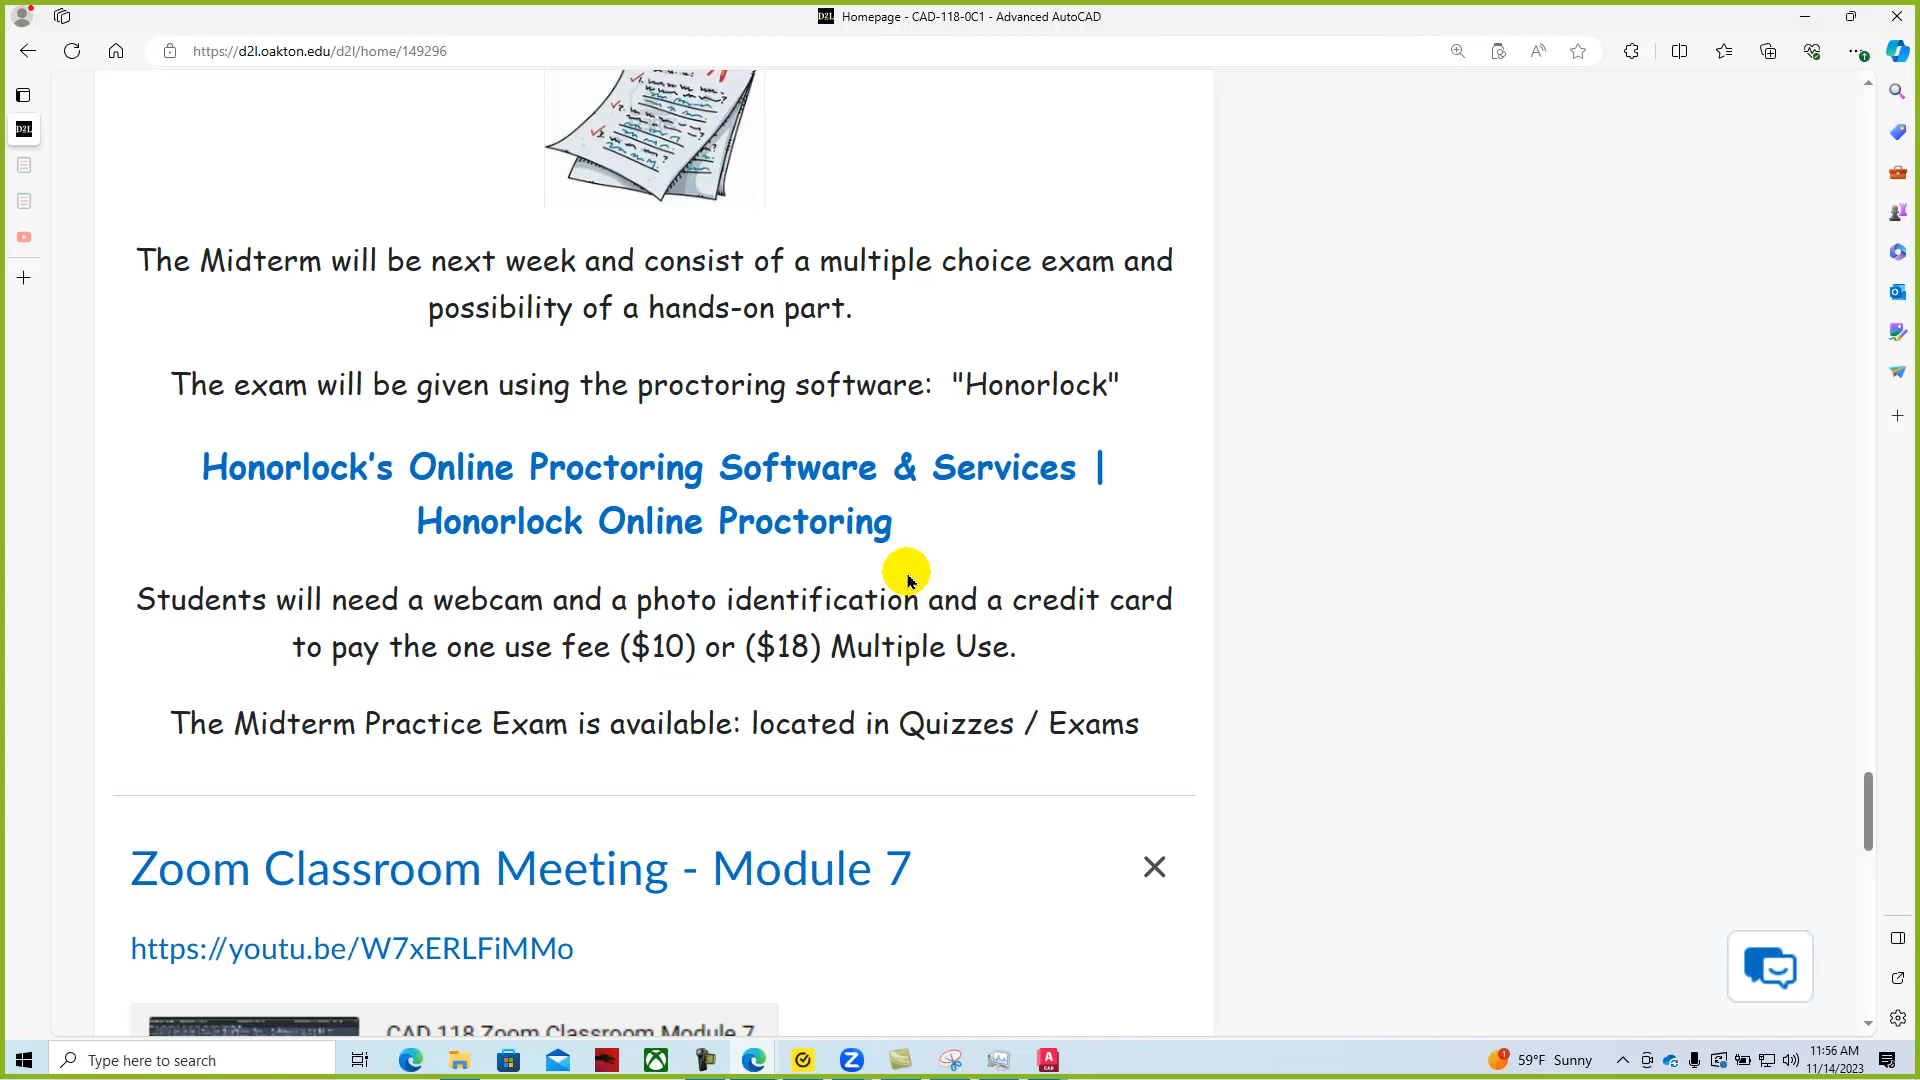 D2L Homepage - CAD-118-0C1 - Advanced AutoCAD
https://d2l.oakton.edu/d2l/home/149296
D2L
The Midterm will be next week and consist of a multiple choice exam and
possibility of a hands-on part.
The exam will be given using the proctoring software:  "Honorlock"
Honorlock's Online Proctoring Software & Services |
Honorlock Online Proctoring
Students will need a webcam and a photo identification and a credit card
to pay the one use fee ($10) or ($18) Multiple Use.
The Midterm Practice Exam is available: located in Quizzes / Exams
Zoom Classroom Meeting - Module 7
https://youtu.be/W7xERLFiMMo
CAD 118 Zoom Classroom Module 7
Type here to search
59°F Sunny
11:56 AM
11/14/2023